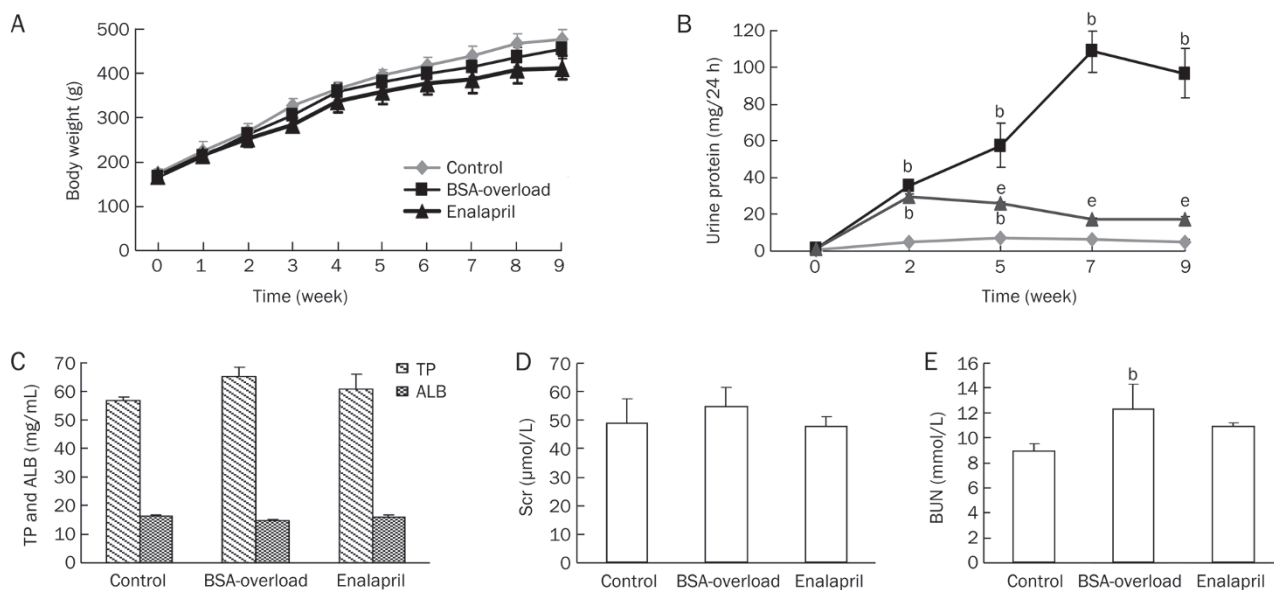 A
Body weight (g)
500
400
300
200
100
0
0 1 2 3 4 5 6 7 8 9
Time (week)
Control
BSA-overload
Enalapril
B
Urine protein (mg/24 h)
120
100
80
60
40
20
0
b
b
b
b
e
e
e
b
b
0 2 5 7 9
Time (week)
C
TP and ALB (mg/mL)
70
60
50
40
30
20
10
0
TP
ALB
Control BSA-overload Enalapril
D
Scr (µmol/L)
70
60
50
40
30
20
10
0
Control BSA-overload Enalapril
E
BUN (mmol/L)
16
14
12
10
8
6
4
2
0
b
Control BSA-overload Enalapril